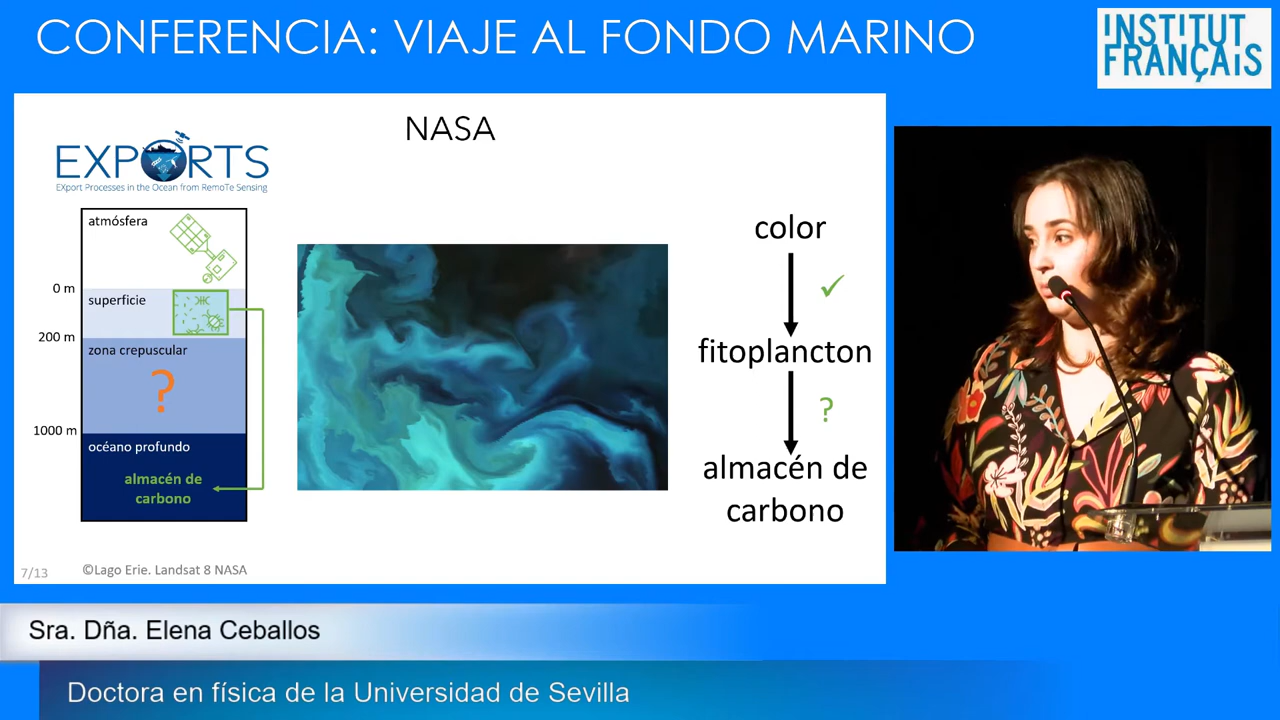 CONFERENCIA: VIAJE AL FONDO MARINO
INSTITUT
FRANÇAIS
NASA
EXPORTS
EXport Processes in the Ocean from RemoTe Sensing
atmósfera
0 m
superficie
200 m
zona crepuscular
?
1000 m
océano profundo
almacén de
carbono
color
✓
fitoplancton
?
almacén de
carbono
7/13
©Lago Erie. Landsat 8 NASA
Sra. Dña. Elena Ceballos
Doctora en física de la Universidad de Sevilla